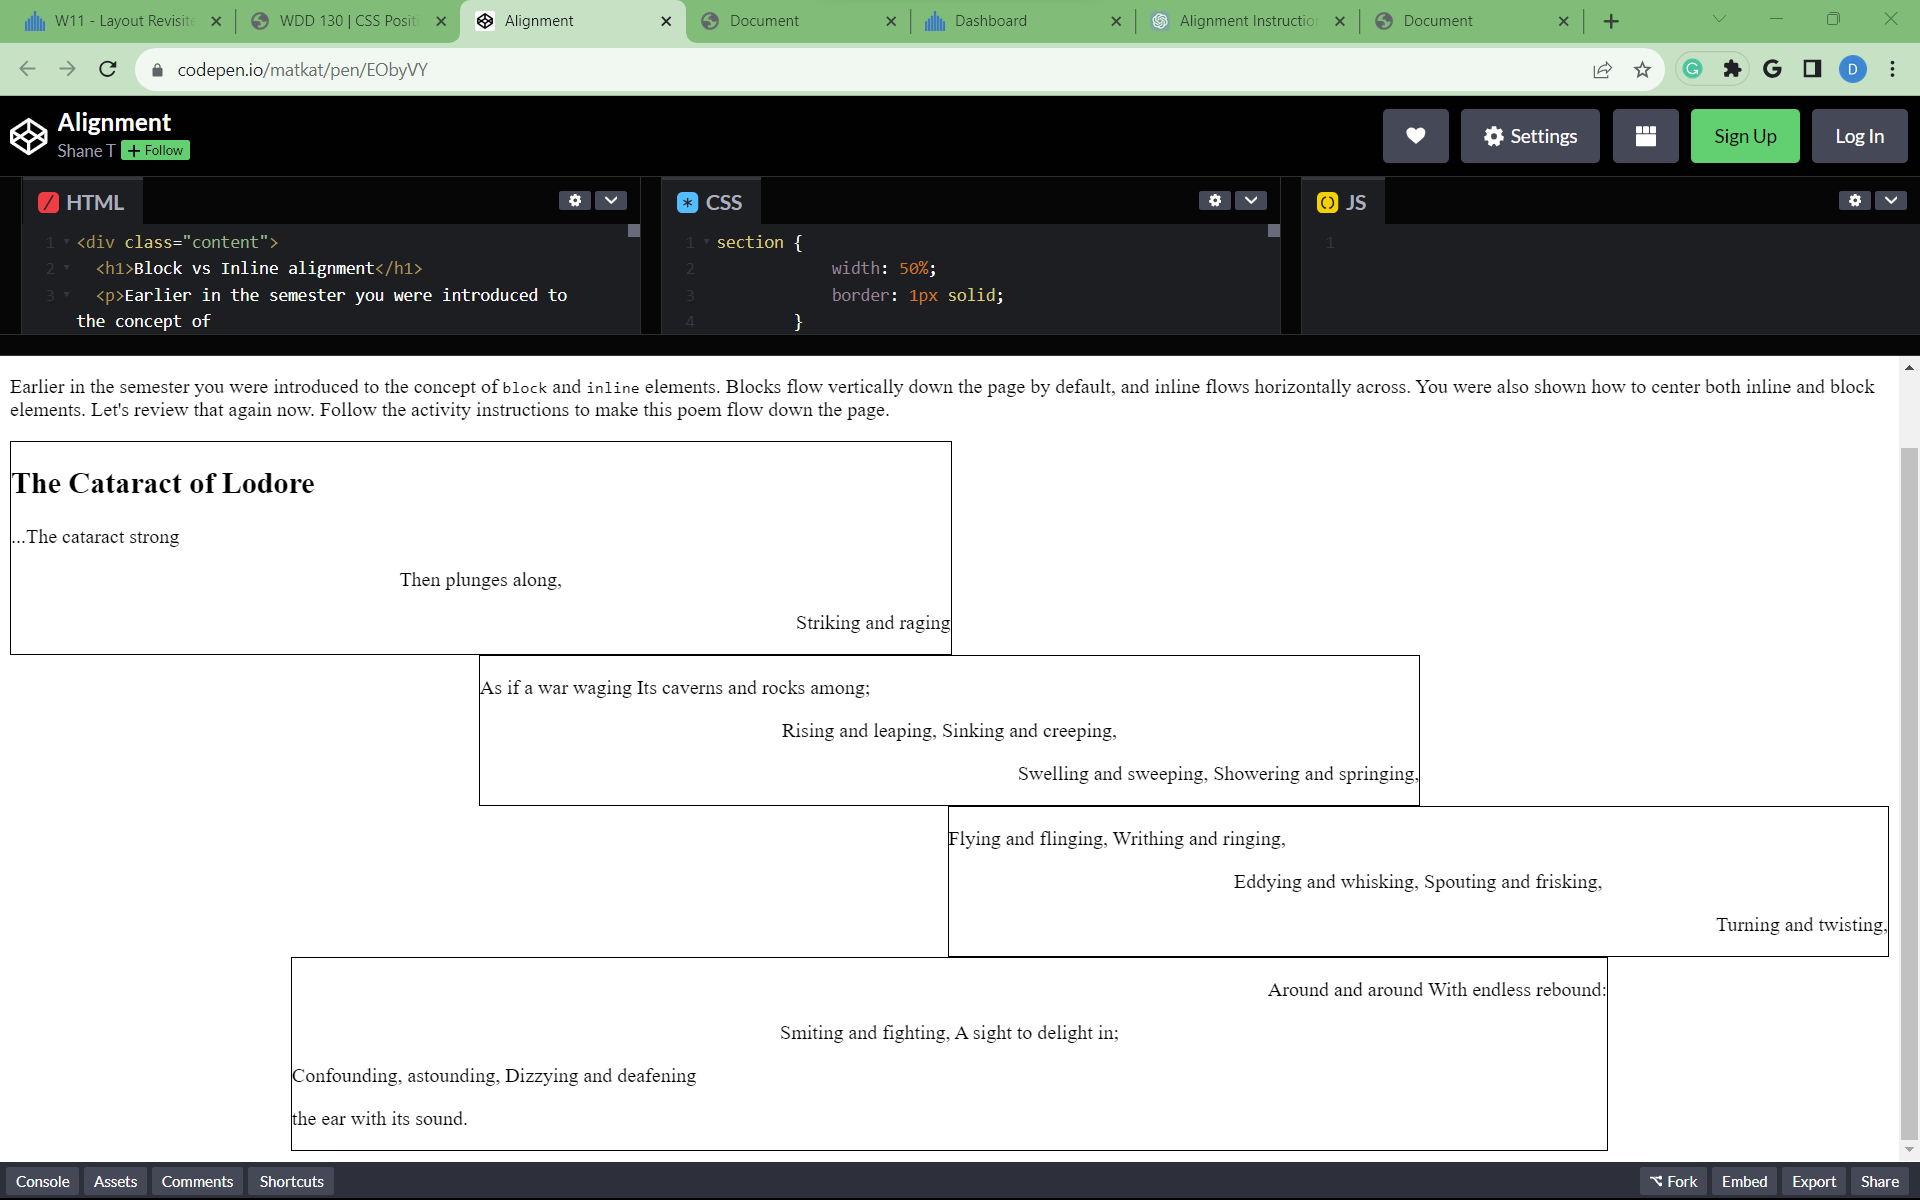 W11 - Layout Revisite
WDD 130 | CSS Posit
Alignment
Document
Dashboard
Alignment Instructio
Document
codepen.io/matkat/pen/EObyVY
G
D
Alignment
Shane T + Follow
Settings
Sign Up
Log In
HTML
CSS
JS
1 <div class="content">
2 <h1>Block vs Inline alignment</h1>
3 <p>Earlier in the semester you were introduced to
the concept of
1 section {
2 width: 50%;
3 border: 1px solid;
4 }
1
Earlier in the semester you were introduced to the concept of block and inline elements. Blocks flow vertically down the page by default, and inline flows horizontally across. You were also shown how to center both inline and block
elements. Let's review that again now. Follow the activity instructions to make this poem flow down the page.
The Cataract of Lodore
...The cataract strong
Then plunges along,
Striking and raging
As if a war waging Its caverns and rocks among;
Rising and leaping, Sinking and creeping,
Swelling and sweeping, Showering and springing,
Flying and flinging, Writhing and ringing,
Eddying and whisking, Spouting and frisking,
Turning and twisting,
Around and around With endless rebound:
Smiting and fighting, A sight to delight in;
Confounding, astounding, Dizzying and deafening
the ear with its sound.
Console
Assets
Comments
Shortcuts
Fork
Embed
Export
Share